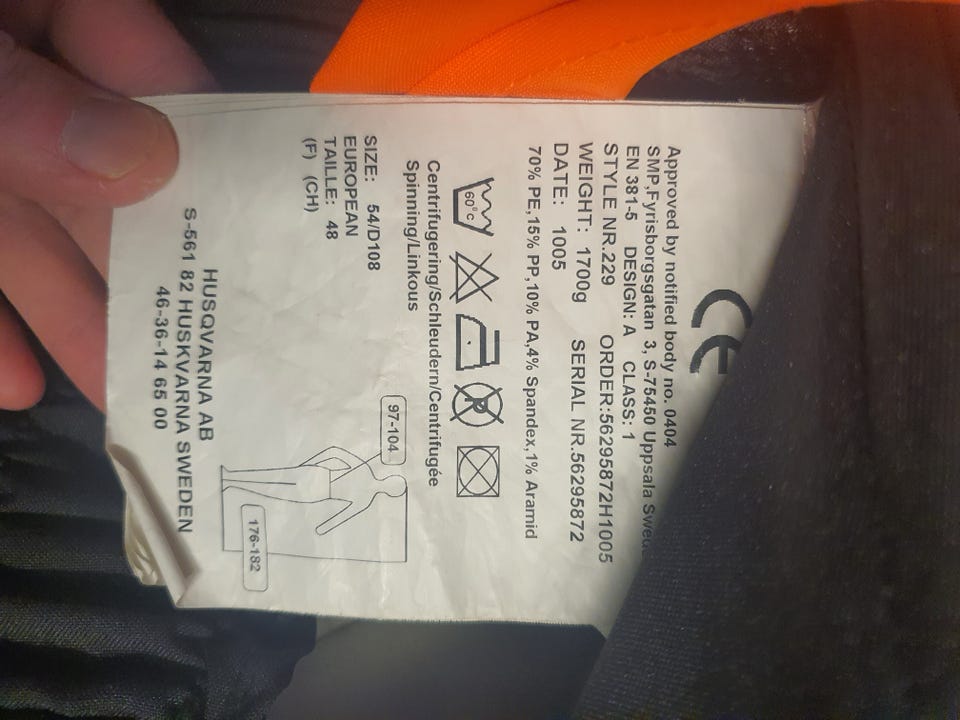 CE
Approved by notified body no. 0404
SMP,Fyrisborgsgatan 3, S-75450 Uppsala
EN 381-5 DESIGN: A CLASS: 1
STYLE NR.229 ORDER:56295872H1005
WEIGHT: 1700g SERIAL NR.56295872
DATE: 1005
70% PE,15% PP,10% PA,4% Spandex,1% Aramid
60°C
P
Centrifugering/Schleudern/Centrifugée
Spinning/Linkous
SIZE: 54/D108
EUROPEAN
TAILLE: 48
(F) (CH)
97-104
176-182
HUSQVARNA AB
S-561 82 HUSKVARNA SWEDEN
46-36-14 65 00